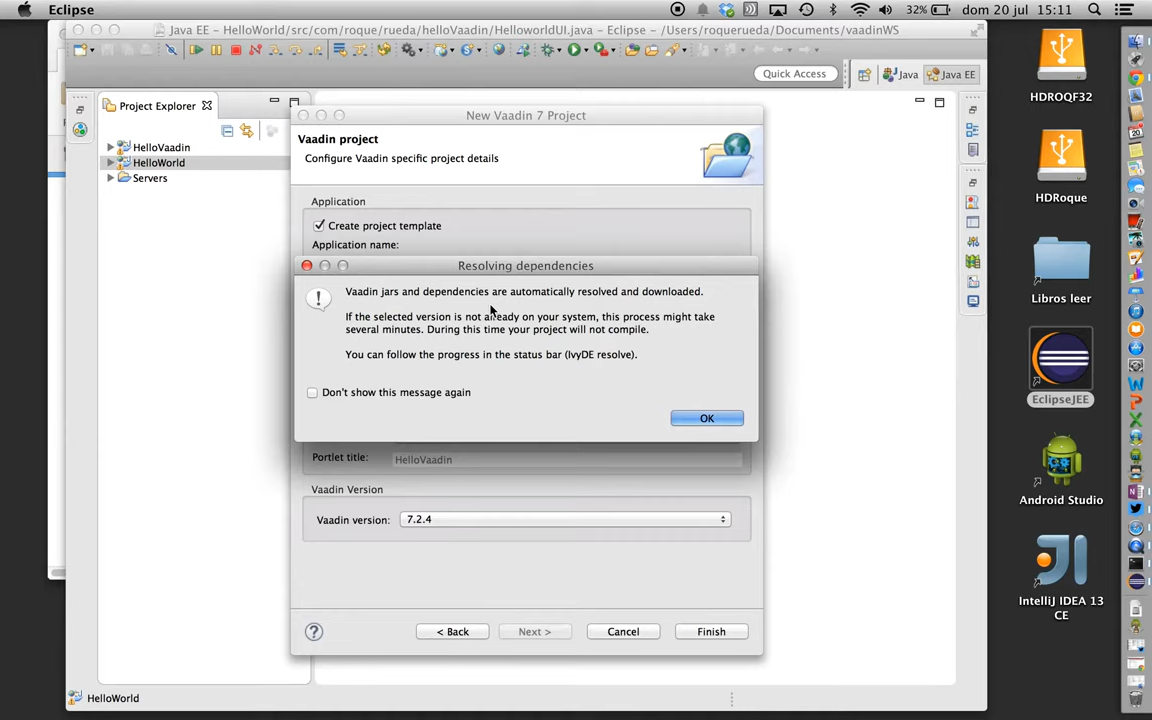 Eclipse
32%
dom 20 jul 15:11
Java EE - HelloWorld/src/com/roque/rueda/helloVaadin/HelloworldUI.java - Eclipse - /Users/roquerueda/Documents/vaadinWS
Quick Access
Java
Java EE
Project Explorer
HelloVaadin
HelloWorld
Servers
New Vaadin 7 Project
Vaadin project
Configure Vaadin specific project details
Application
Create project template
Application name:
Resolving dependencies
Vaadin jars and dependencies are automatically resolved and downloaded.
If the selected version is not already on your system, this process might take
several minutes. During this time your project will not compile.
You can follow the progress in the status bar (IvyDE resolve).
Don't show this message again
OK
Portlet title:
HelloVaadin
Vaadin Version
Vaadin version:
7.2.4
< Back
Next >
Cancel
Finish
HelloWorld
HDROQF32
HDRoque
Libros leer
EclipseJEE
Android Studio
IntelliJ IDEA 13
CE